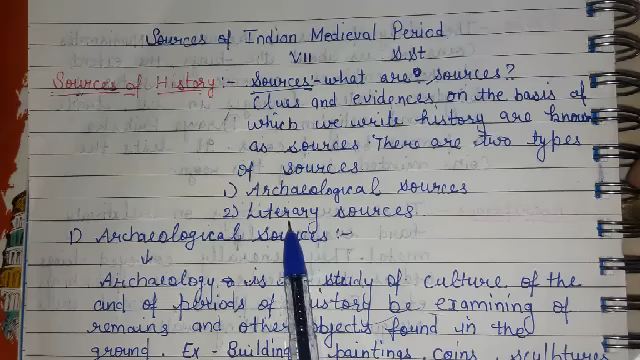 Sources of Indian Medieval Period
VII S.St
Sources of History :- Sources - what are sources?
Clues and evidences on the basis of
which we write history are known
as sources. There are two types
of sources
1) Archaeological sources
2) Literary sources
1) Archaeological sources :-
Archaeology is study of culture of the
and of periods of be examining of
remains and other objects found in the
ground. Ex - Building paintings, coins, sculptures